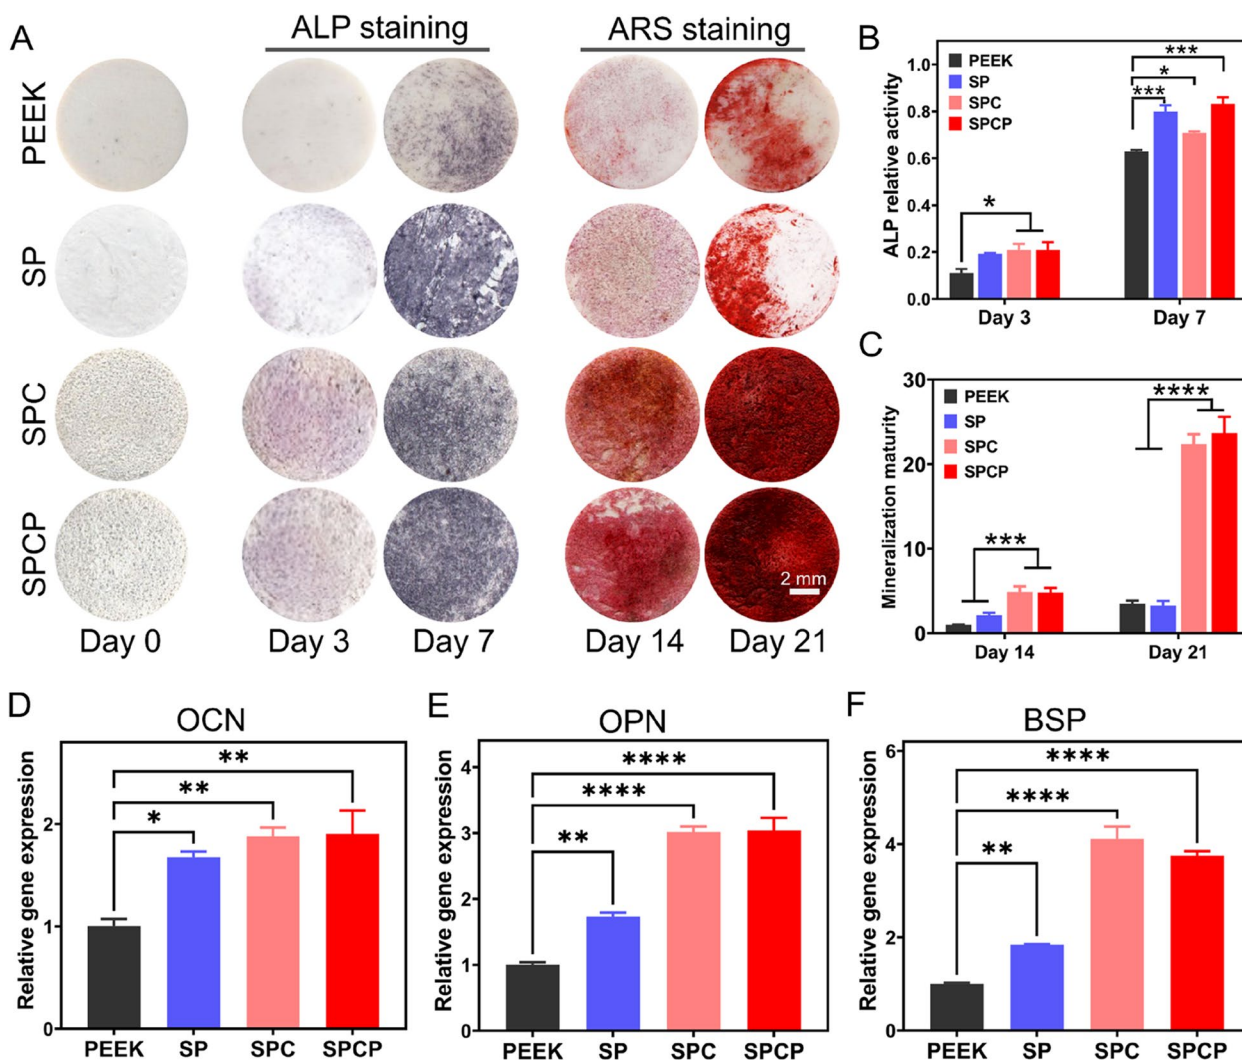 A
ALP staining
ARS staining
PEEK
SP
SPC
SPCP
2 mm
Day 0
Day 3
Day 7
Day 14
Day 21
B
ALP relative activity
1.0
0.8
0.6
0.4
0.2
0.0
PEEK
SP
SPC
SPCP
*
***
*
***
Day 3
Day 7
C
Mineralization maturity
30
20
10
0
PEEK
SP
SPC
SPCP
***
****
Day 14
Day 21
D
OCN
Relative gene expression
2
1
0
**
**
*
PEEK
SP
SPC
SPCP
E
OPN
Relative gene expression
4
3
2
1
0
****
****
**
PEEK
SP
SPC
SPCP
F
BSP
Relative gene expression
6
4
2
0
****
****
**
PEEK
SP
SPC
SPCP